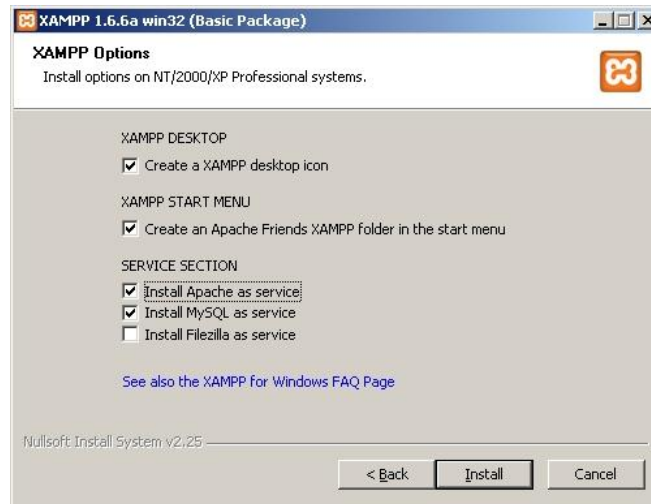 XAMPP 1.6.6a win32 (Basic Package)
XAMPP Options
Install options on NT/2000/XP Professional systems.
XAMPP DESKTOP
Create a XAMPP desktop icon
XAMPP START MENU
Create an Apache Friends XAMPP folder in the start menu
SERVICE SECTION
Install Apache as service
Install MySQL as service
Install Filezilla as service
See also the XAMPP for Windows FAQ Page
Nullsoft Install System v2.25
< Back Install Cancel